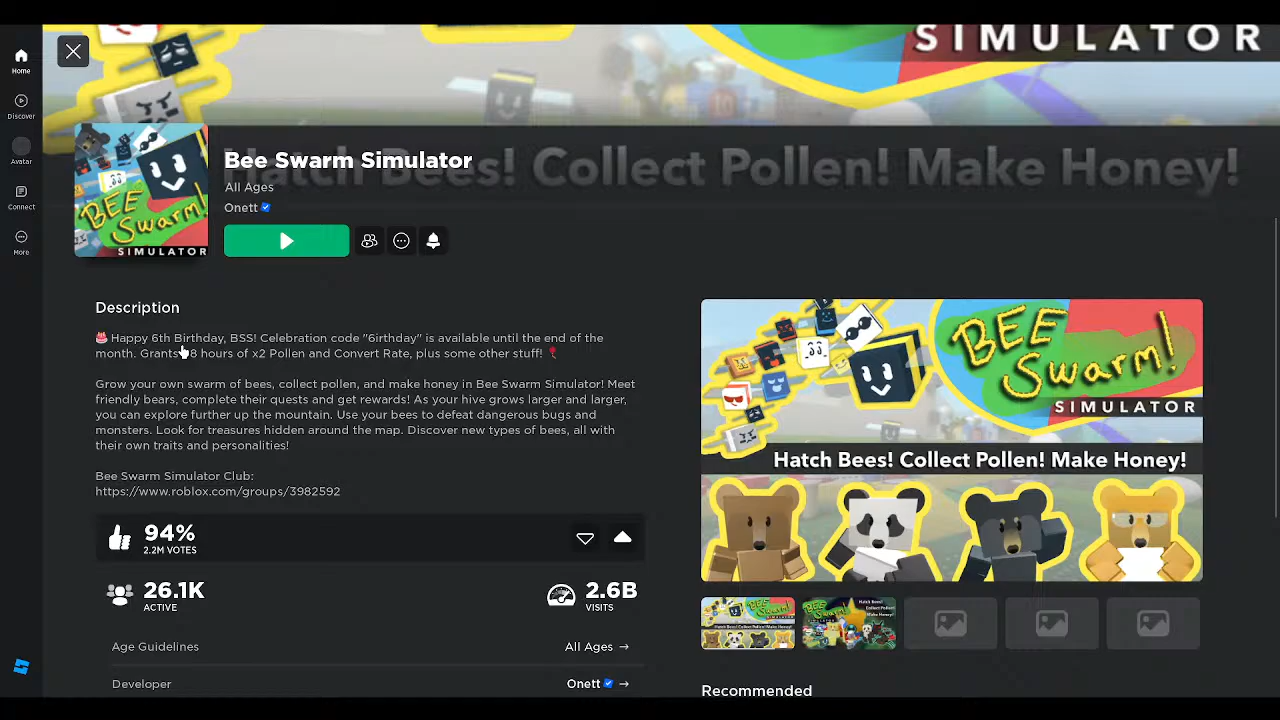 SIMULATOR
Home
Discover
Avatar
Connect
More
BEE
Swarm!
SIMULATOR
Bee Swarm Simulator
Hatch Bees! Collect Pollen! Make Honey!
All Ages
Onett
Description
Happy 6th Birthday, BSS! Celebration code "6irthday" is available until the end of the
month. Grants 8 hours of x2 Pollen and Convert Rate, plus some other stuff!
Grow your own swarm of bees, collect pollen, and make honey in Bee Swarm Simulator! Meet
friendly bears, complete their quests and get rewards! As your hive grows larger and larger,
you can explore further up the mountain. Use your bees to defeat dangerous bugs and
monsters. Look for treasures hidden around the map. Discover new types of bees, all with
their own traits and personalities!
Bee Swarm Simulator Club:
https://www.roblox.com/groups/3982592
94%
2.2M VOTES
26.1K
ACTIVE
2.6B
VISITS
Age Guidelines
All Ages →
Developer
Onett →
BEE
Swarm!
SIMULATOR
Hatch Bees! Collect Pollen! Make Honey!
Recommended